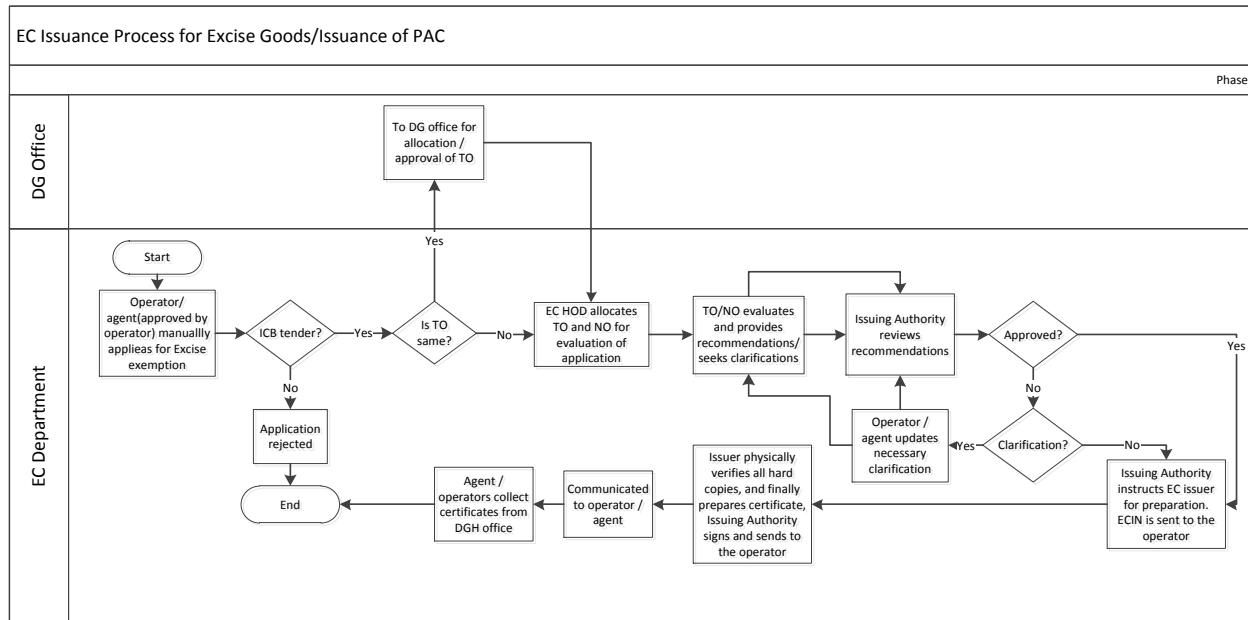 EC Issuance Process for Excise Goods/Issuance of PAC
Phase
DG Office
To DG office for
allocation /
approval of TO
Yes
EC Department
Start
Operator/
agent(approved by
operator) manuallly
applieas for Excise
exemption
ICB tender?
Yes
Is TO
same?
No
EC HOD allocates
TO and NO for
evaluation of
application
TO/NO evaluates
and provides
recommendations/
seeks clarifications
Issuing Authority
reviews
recommendations
Approved?
Yes
No
No
Application
rejected
Operator /
agent updates
necessary
clarification
Yes
Clarification?
No
End
Agent /
operators collect
certificates from
DGH office
Communicated
to operator /
agent
Issuer physically
verifies all hard
copies, and finally
prepares certificate,
Issuing Authority
signs and sends to
the operator
Issuing Authority
instructs EC issuer
for preparation.
ECIN is sent to the
operator